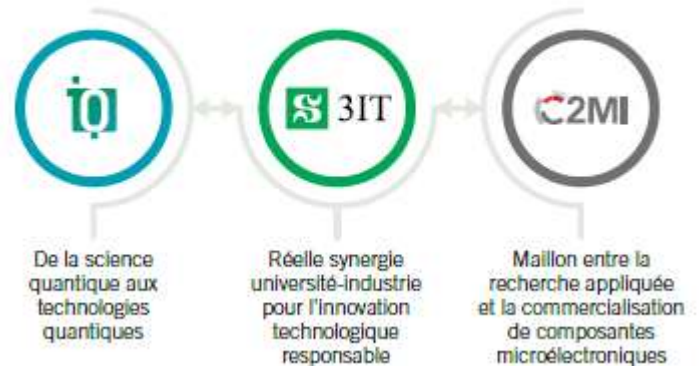 iQ
S 3IT
C2MI
De la science
quantique aux
technologies
quantiques
Réelle synergie
université-industrie
pour l'innovation
technologique
responsable
Maillon entre la
recherche appliquée
et la commercialisation
de composantes
microélectroniques